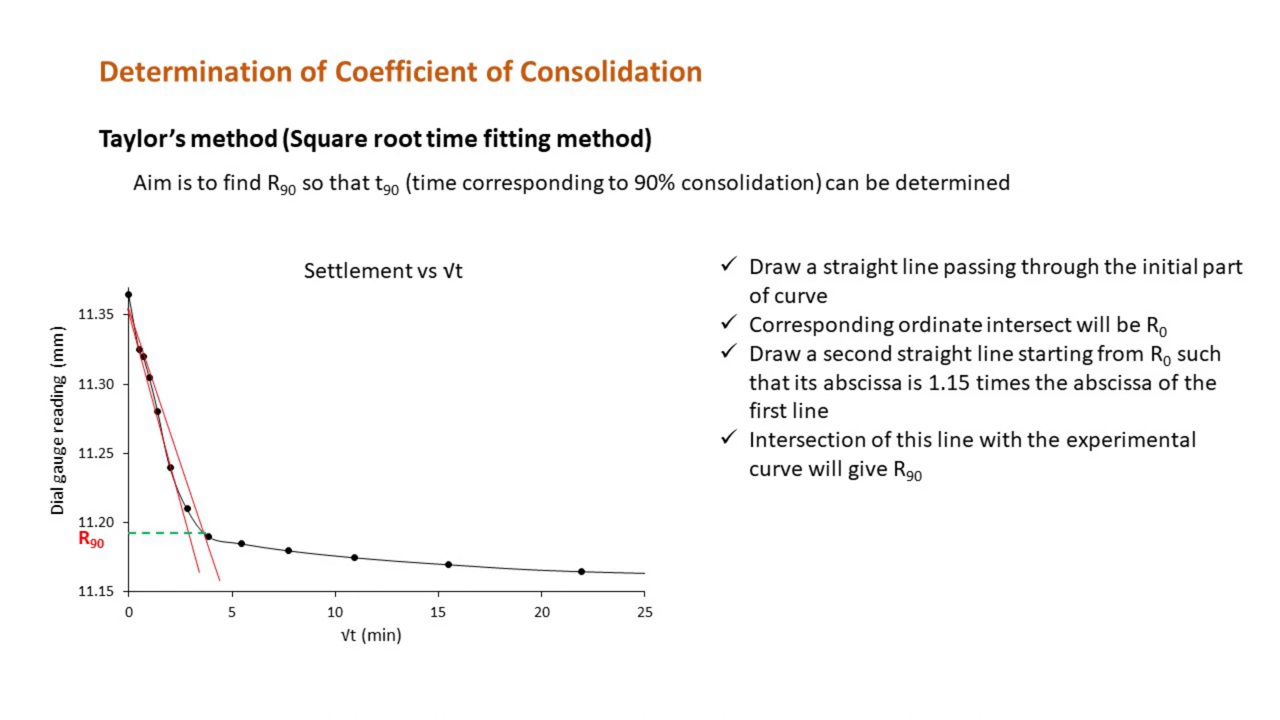 Determination of Coefficient of Consolidation
Taylor's method (Square root time fitting method)
Aim is to find R₉₀ so that t₉₀ (time corresponding to 90% consolidation) can be determined
Settlement vs √t
Dial gauge reading (mm)
11.35
11.30
11.25
11.20
R₉₀
11.15
0 5 10 15 20 25
√t (min)
✓ Draw a straight line passing through the initial part
of curve
✓ Corresponding ordinate intersect will be R₀
✓ Draw a second straight line starting from R₀ such
that its abscissa is 1.15 times the abscissa of the
first line
✓ Intersection of this line with the experimental
curve will give R₉₀